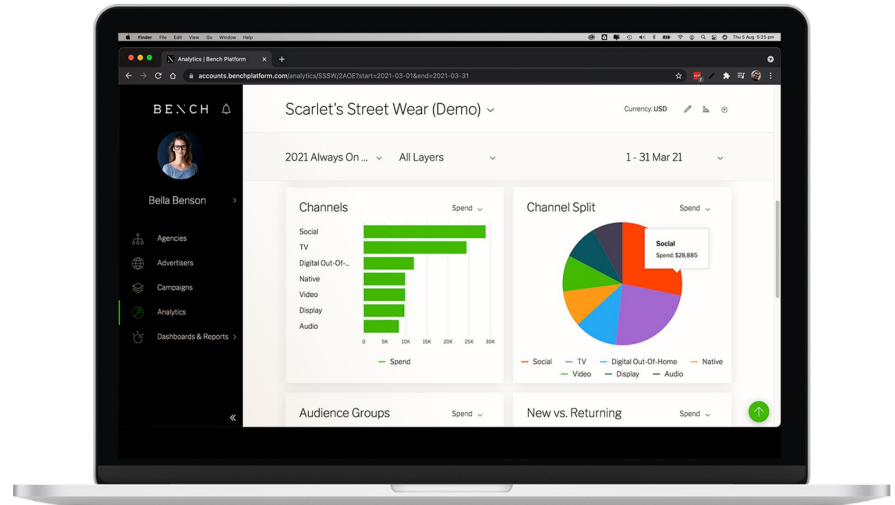 Finder File Edit View Go Window Help
Thu 5 Aug 5:25 pm
Analytics | Bench Platform
accounts.benchplatform.com/analytics/SSSW/2AOE?start=2021-03-01&end=2021-03-31
BENCH
Scarlet's Street Wear (Demo)
Currency: USD
2021 Always On ...
All Layers
1 - 31 Mar 21
Bella Benson
Agencies
Advertisers
Campaigns
Analytics
Dashboards & Reports
Channels
Spend
Social
TV
Digital Out-Of-...
Native
Video
Display
Audio
0 5K 10K 15K 20K 25K 30K
Spend
Channel Split
Spend
Social
Spend: $28,885
Social TV Digital Out-Of-Home Native
Video Display Audio
Audience Groups
Spend
New vs. Returning
Spend